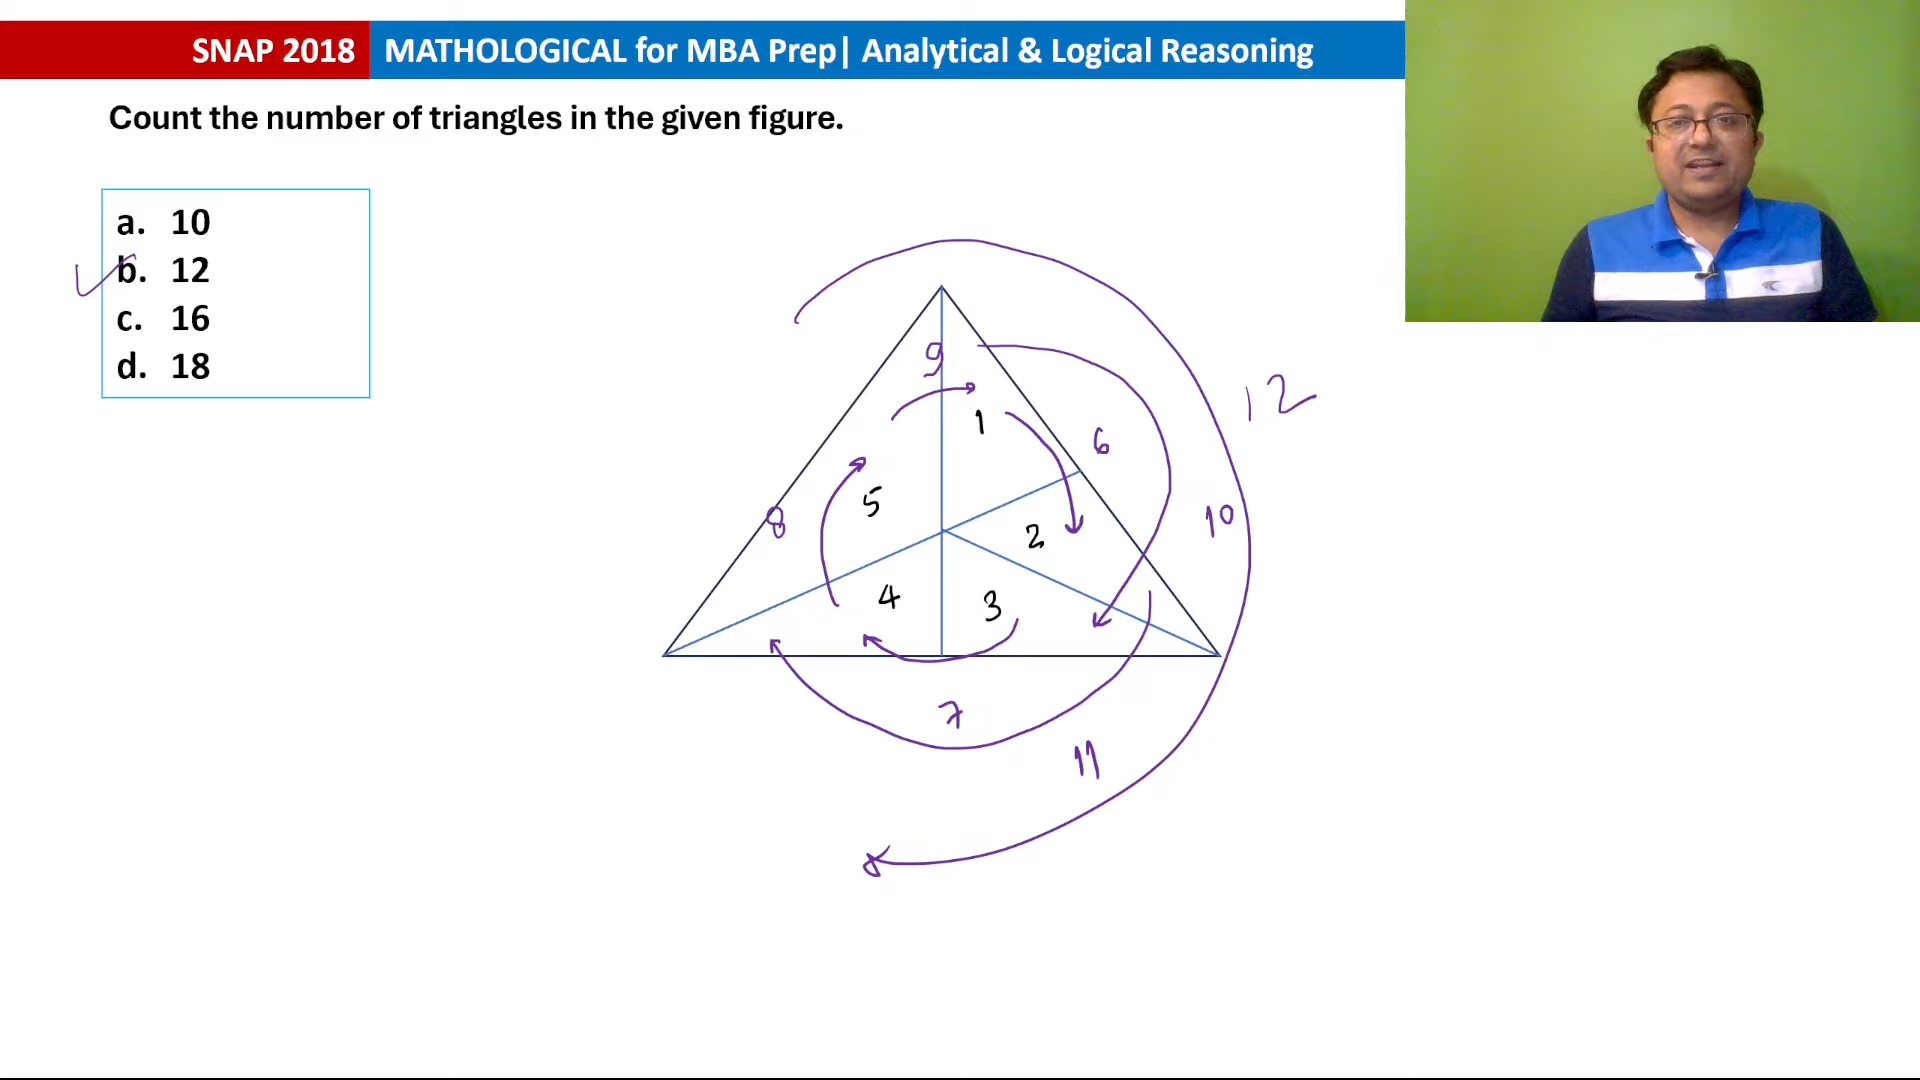 SNAP 2018 MATHOLOGICAL for MBA Prep| Analytical & Logical Reasoning
Count the number of triangles in the given figure.
a. 10
b. 12
c. 16
d. 18
9
1
6
12
5
8
10
2
4
3
7
11